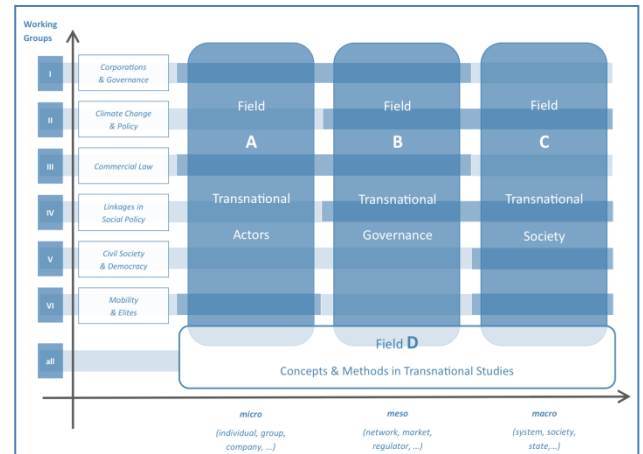 Working
Groups
I
Corporations
& Governance
II
Climate Change
& Policy
III
Commercial Law
IV
Linkages in
Social Policy
V
Civil Society
& Democracy
VI
Mobility
& Elites
all
Field
A
Transnational
Actors
Field
B
Transnational
Governance
Field
C
Transnational
Society
Field D
Concepts & Methods in Transnational Studies
micro
(individual, group,
company, ...)
meso
(network, market,
regulator, ...)
macro
(system, society,
state,...)